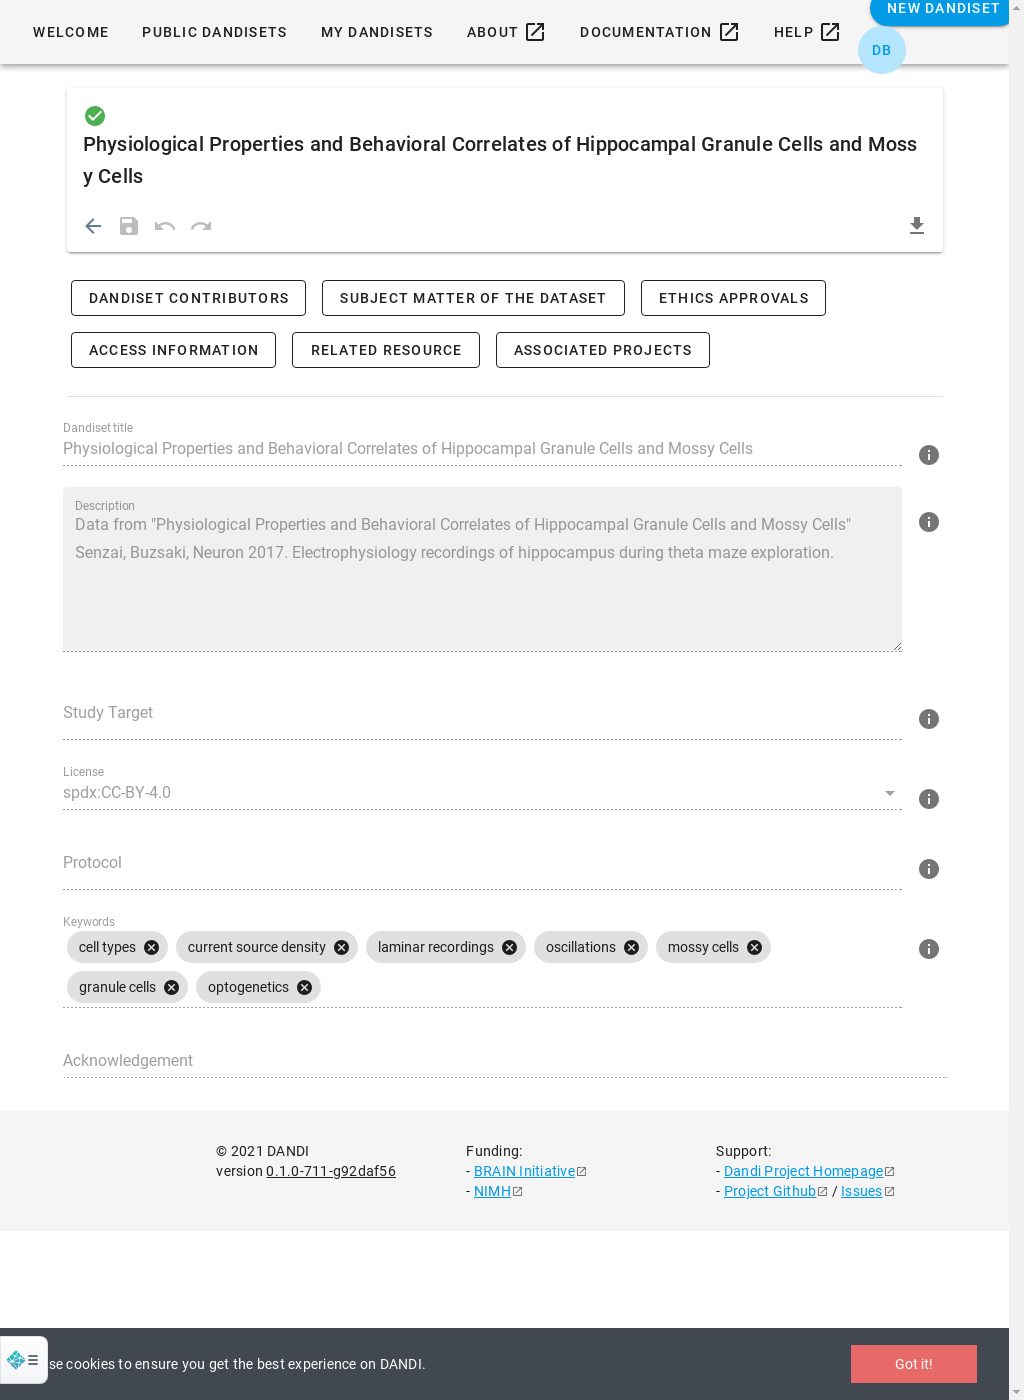 WELCOME PUBLIC DANDISETS MY DANDISETS ABOUT DOCUMENTATION HELP NEW DANDISET
DB
Physiological Properties and Behavioral Correlates of Hippocampal Granule Cells and Moss
y Cells
DANDISET CONTRIBUTORS SUBJECT MATTER OF THE DATASET ETHICS APPROVALS
ACCESS INFORMATION RELATED RESOURCE ASSOCIATED PROJECTS
Dandiset title
Physiological Properties and Behavioral Correlates of Hippocampal Granule Cells and Mossy Cells
Description
Data from "Physiological Properties and Behavioral Correlates of Hippocampal Granule Cells and Mossy Cells"
Senzai, Buzsaki, Neuron 2017. Electrophysiology recordings of hippocampus during theta maze exploration.
Study Target
License
spdx:CC-BY-4.0
Protocol
Keywords
cell types current source density laminar recordings oscillations mossy cells
granule cells optogenetics
Acknowledgement
© 2021 DANDI
version 0.1.0-711-g92daf56
Funding:
- BRAIN Initiative
- NIMH
Support:
- Dandi Project Homepage
- Project Github / Issues
se cookies to ensure you get the best experience on DANDI.
Got it!